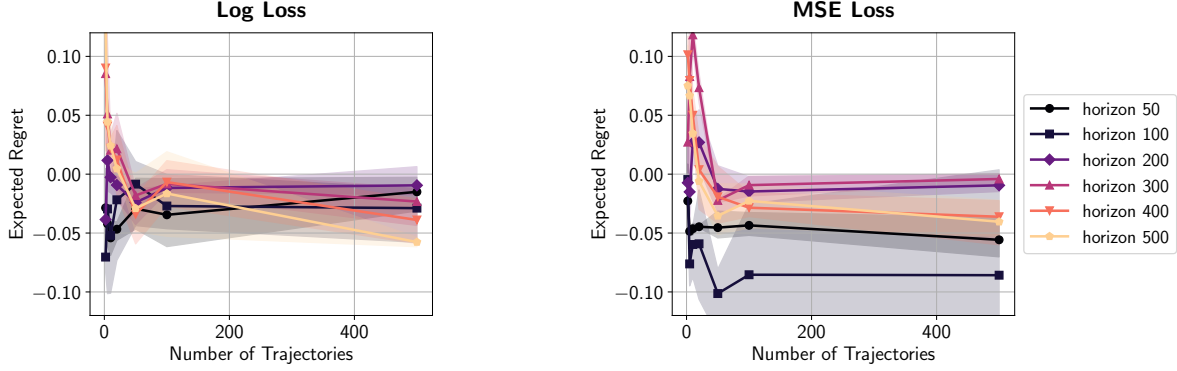 Log Loss
0.10
0.05
0.00
−0.05
−0.10
Expected Regret
0
200
400
Number of Trajectories
MSE Loss
0.10
0.05
0.00
−0.05
−0.10
Expected Regret
0
200
400
Number of Trajectories
horizon 50
horizon 100
horizon 200
horizon 300
horizon 400
horizon 500